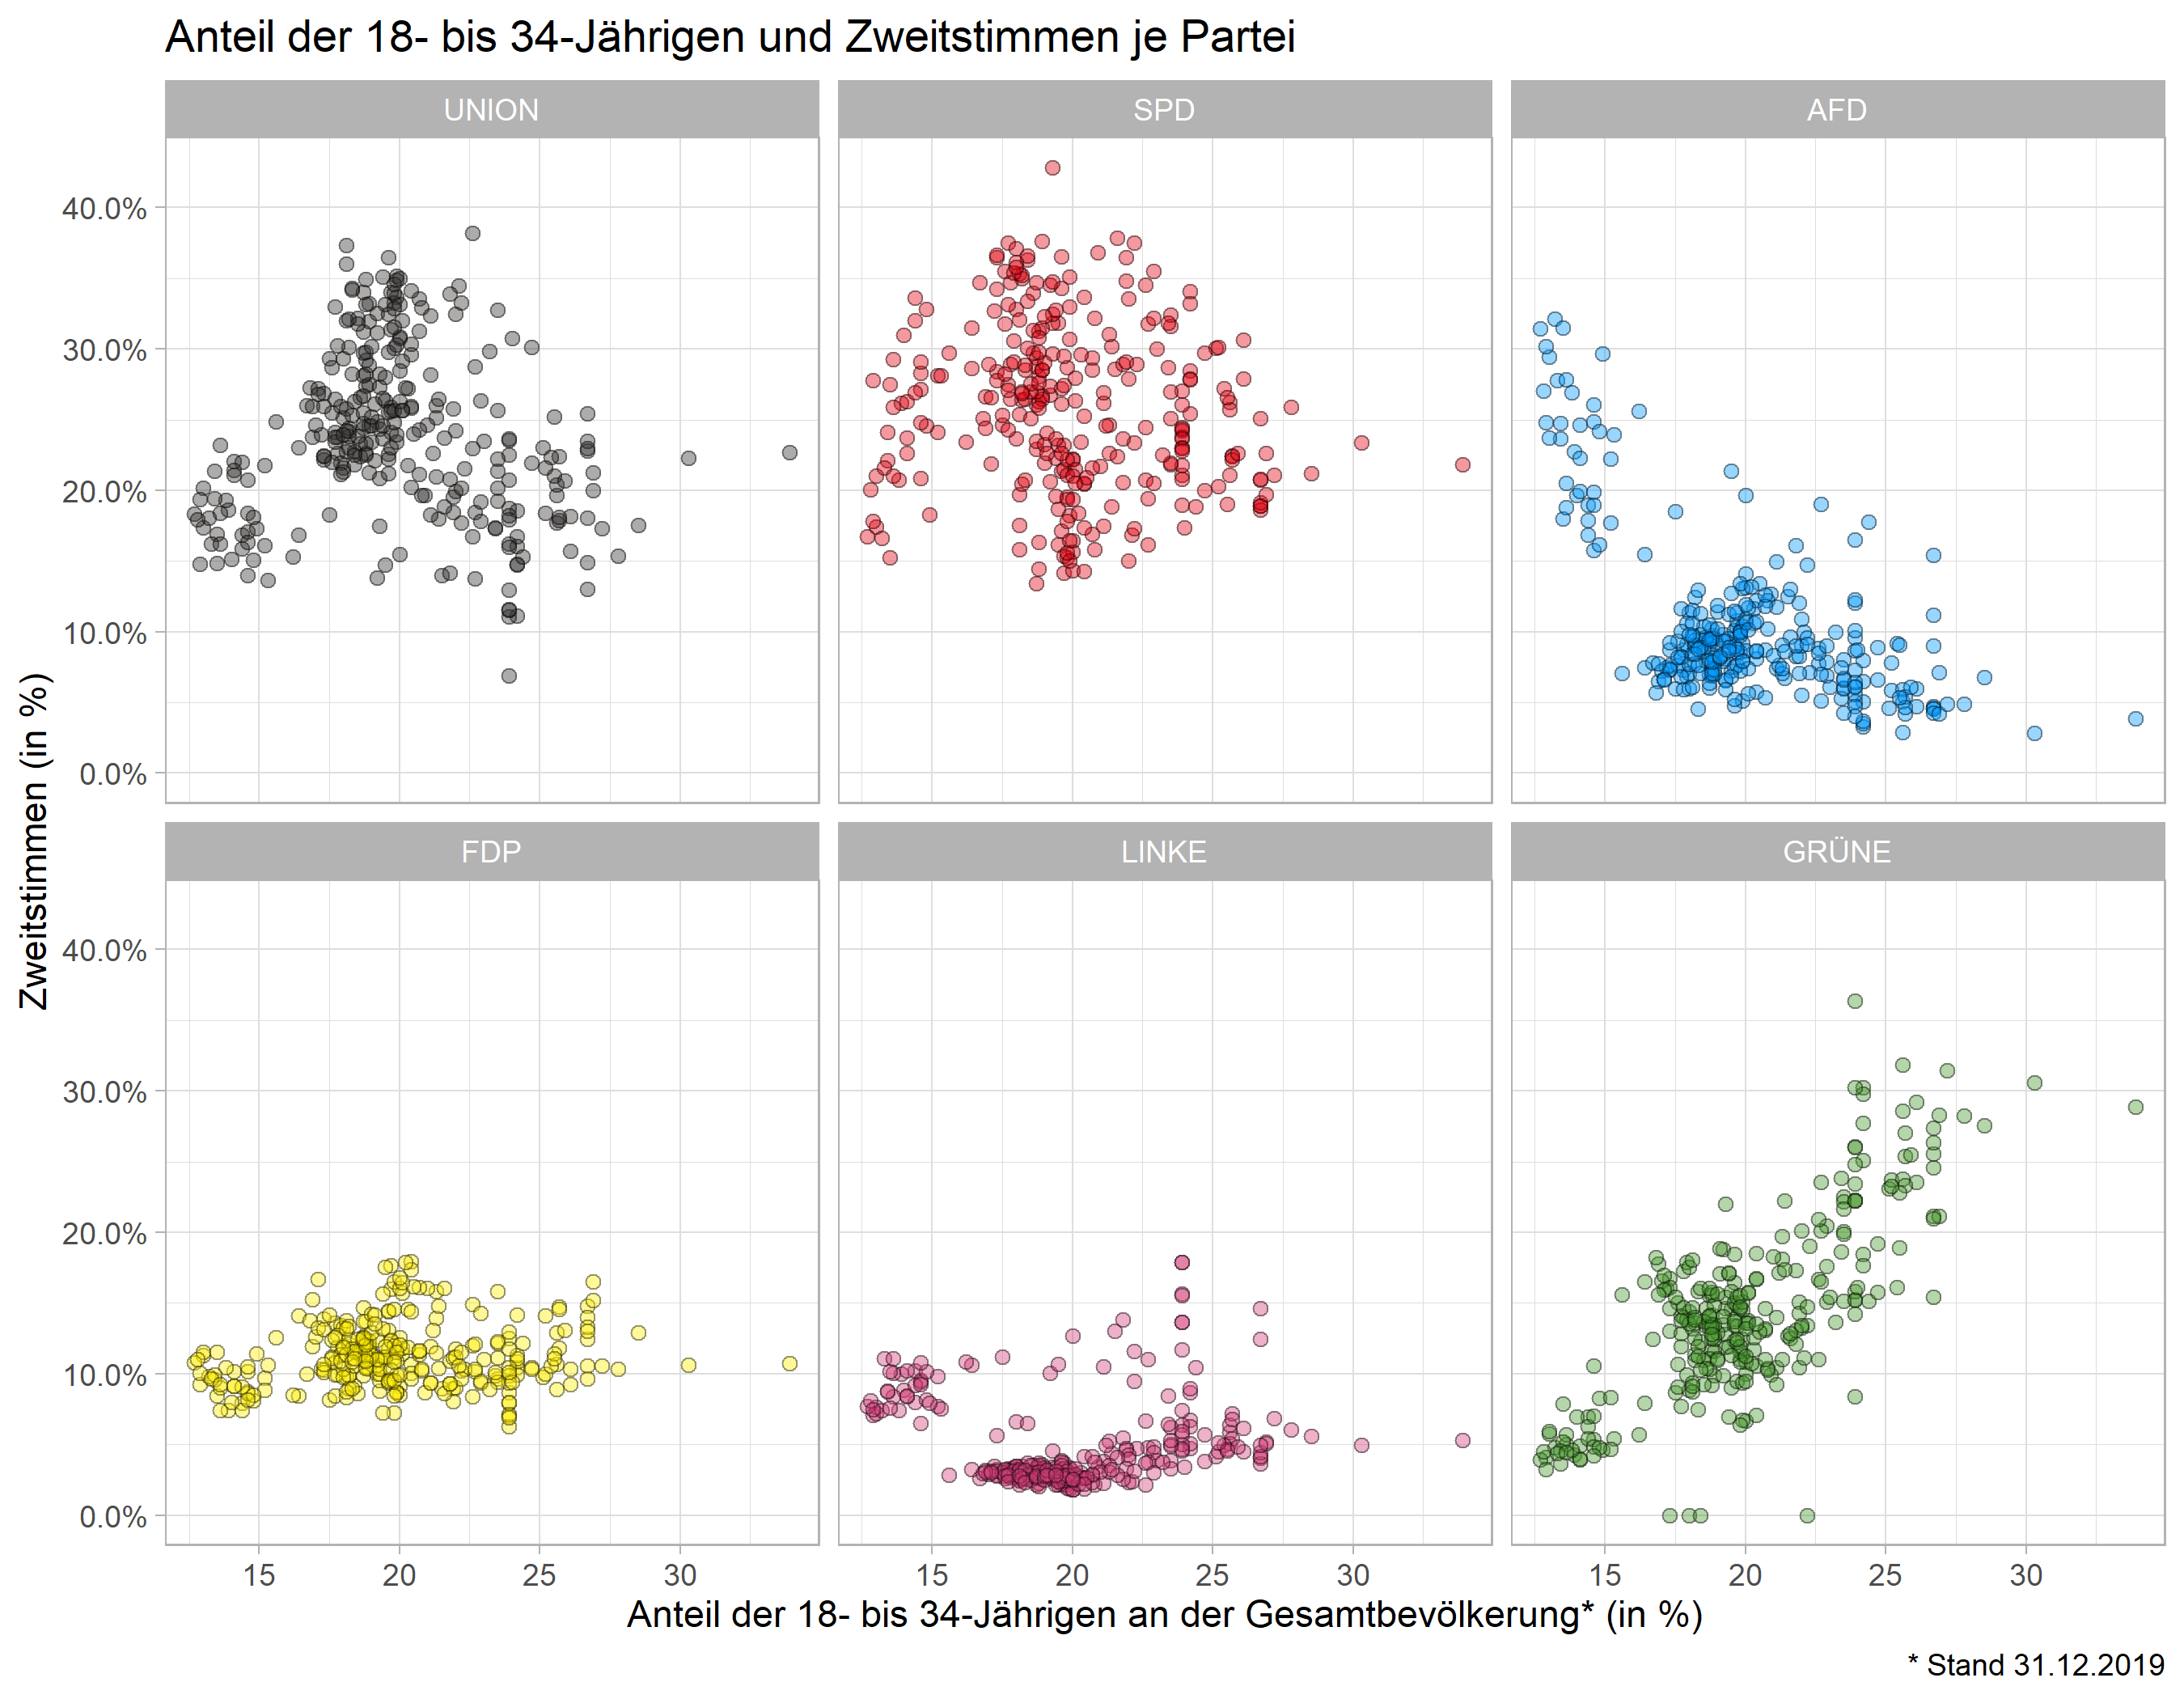 Anteil der 18- bis 34-Jährigen und Zweitstimmen je Partei
UNION
SPD
AFD
40.0%
30.0%
20.0%
10.0%
0.0%
FDP
LINKE
GRÜNE
40.0%
30.0%
20.0%
10.0%
0.0%
Zweitstimmen (in %)
15 20 25 30
15 20 25 30
15 20 25 30
Anteil der 18- bis 34-Jährigen an der Gesamtbevölkerung* (in %)
* Stand 31.12.2019